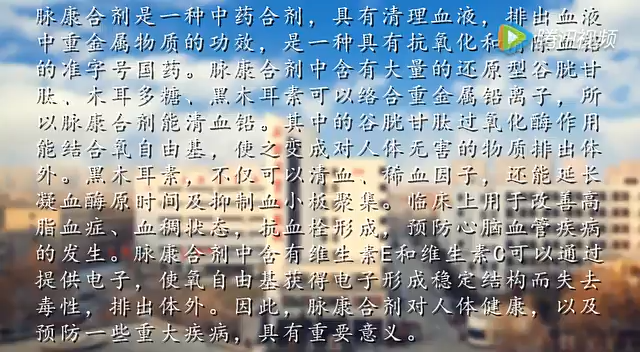 脉康合剂是一种中药合剂，具有清理血液，排出血液
中重金属物质的功效，是一种具有抗氧化和清除血铅
的准字号国药。脉康合剂中含有大量的还原型谷胱甘
肽、木耳多糖、黑木耳素可以络合重金属铅离子，所
以脉康合剂能清血铅。其中的谷胱甘肽过氧化酶作用
能结合氧自由基，使之变成对人体无害的物质排出体
外。黑木耳素，不仅可以清血、稀血因子，还能延长
凝血酶原时间及抑制血小板聚集。临床上用于改善高
脂血症、血稠状态，抗血栓形成，预防心脑血管疾病
的发生。脉康合剂中含有维生素E和维生素C可以通过
提供电子，使氧自由基获得电子形成稳定结构而失去
毒性，排出体外。因此，脉康合剂对人体健康，以及
预防一些重大疾病，具有重要意义。
腾讯视频